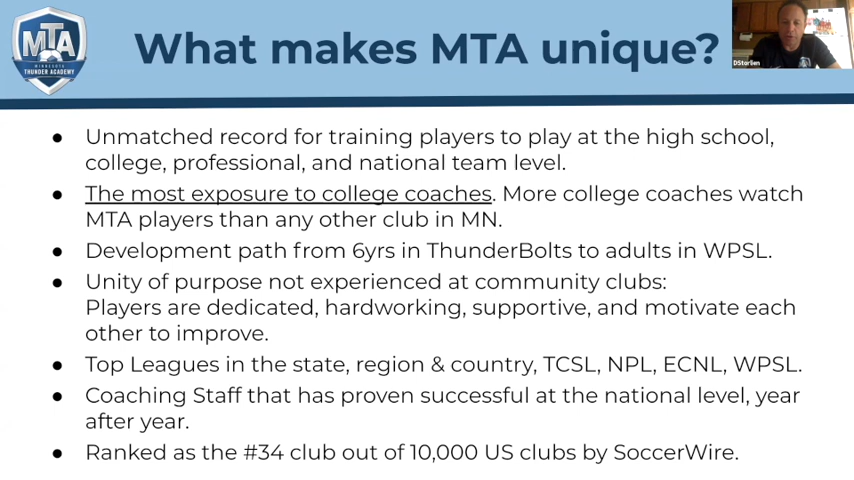 MTA
MINNESOTA
THUNDER ACADEMY
What makes MTA unique?
DStorlien
● Unmatched record for training players to play at the high school,
college, professional, and national team level.
● The most exposure to college coaches. More college coaches watch
MTA players than any other club in MN.
● Development path from 6yrs in ThunderBolts to adults in WPSL.
● Unity of purpose not experienced at community clubs:
Players are dedicated, hardworking, supportive, and motivate each
other to improve.
● Top Leagues in the state, region & country, TCSL, NPL, ECNL, WPSL.
● Coaching Staff that has proven successful at the national level, year
after year.
● Ranked as the #34 club out of 10,000 US clubs by SoccerWire.